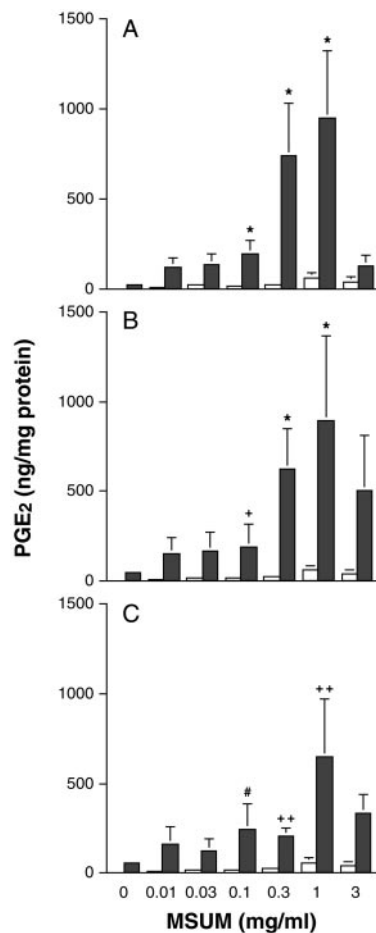 A
1500
1000
500
0
* * *
B
1500
1000
500
0
+ * *
C
1500
1000
500
0
# ++ ++
PGE2 (ng/mg protein)
0 0.01 0.03 0.1 0.3 1 3
MSUM (mg/ml)